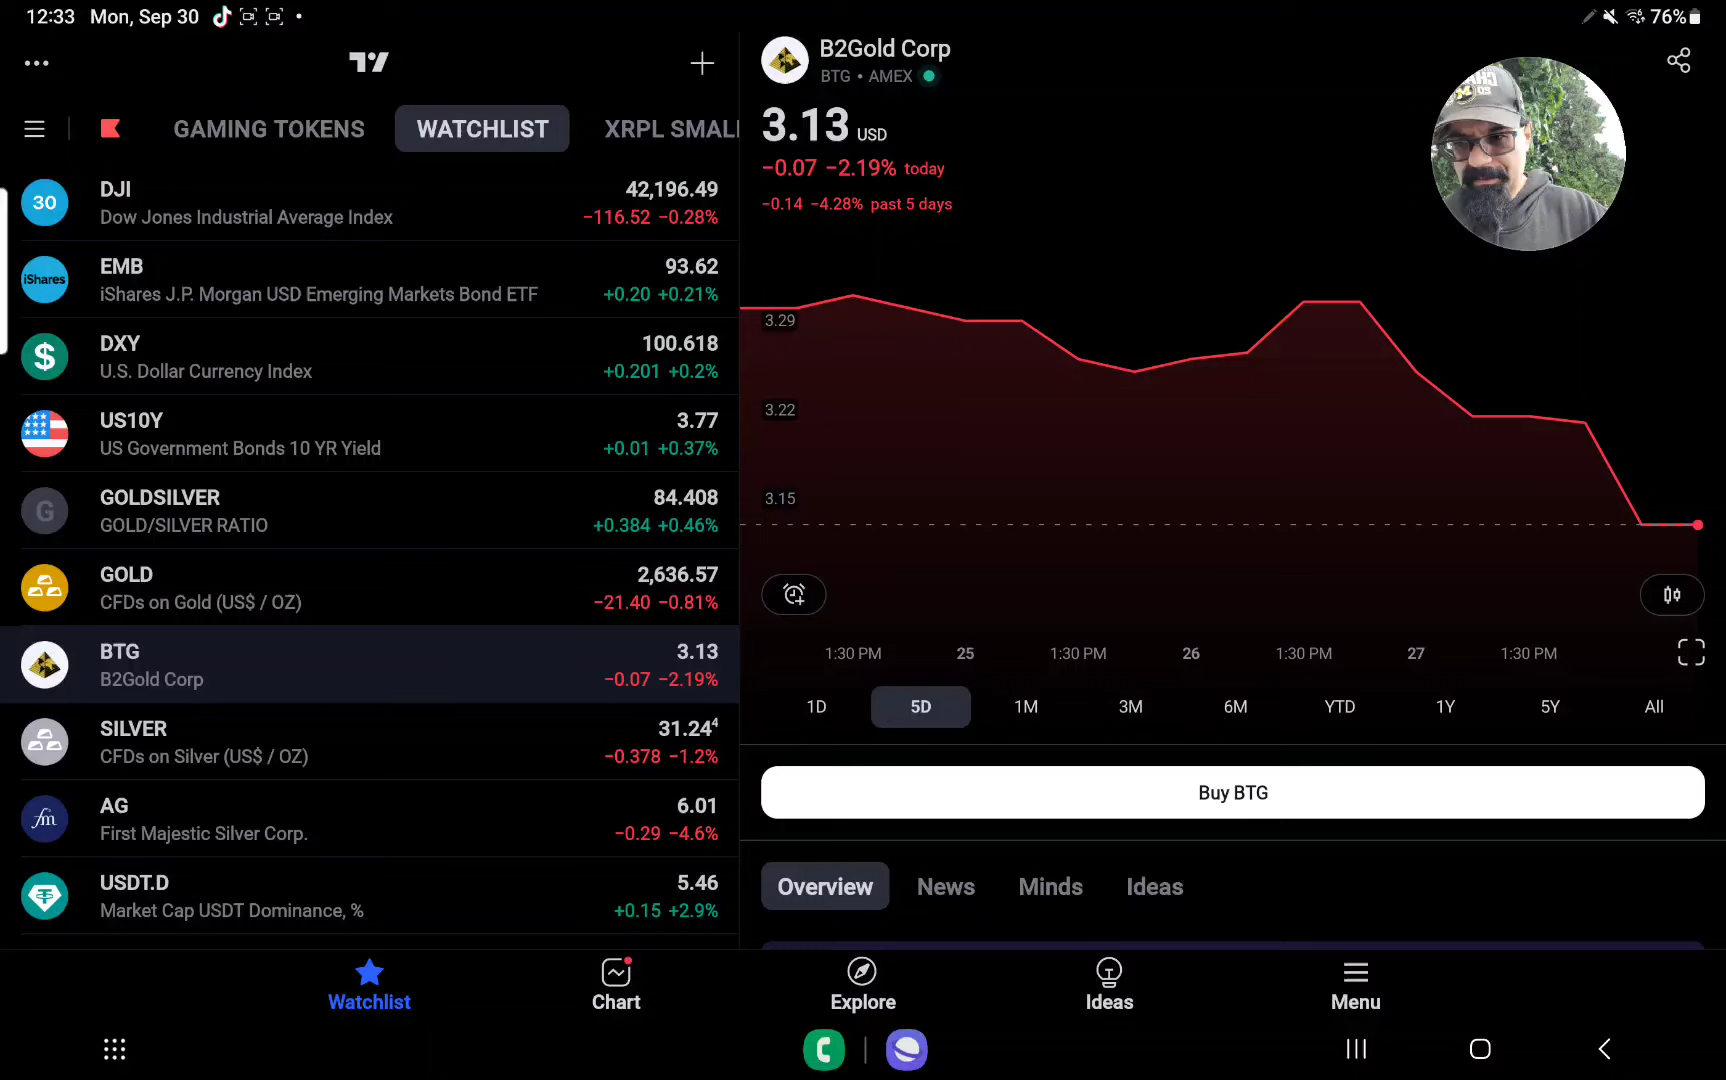 12:33 Mon, Sep 30
76%
GAMING TOKENS
WATCHLIST
XRPL SMALL
30
DJI
42,196.49
Dow Jones Industrial Average Index
−116.52 −0.28%
iShares
EMB
93.62
iShares J.P. Morgan USD Emerging Markets Bond ETF
+0.20 +0.21%
$
DXY
100.618
U.S. Dollar Currency Index
+0.201 +0.2%
US10Y
3.77
US Government Bonds 10 YR Yield
+0.01 +0.37%
G
GOLDSILVER
84.408
GOLD/SILVER RATIO
+0.384 +0.46%
GOLD
2,636.57
CFDs on Gold (US$ / OZ)
−21.40 −0.81%
BTG
3.13
B2Gold Corp
−0.07 −2.19%
SILVER
31.24⁴
CFDs on Silver (US$ / OZ)
−0.378 −1.2%
fm
AG
6.01
First Majestic Silver Corp.
−0.29 −4.6%
USDT.D
5.46
Market Cap USDT Dominance, %
+0.15 +2.9%
B2Gold Corp
BTG • AMEX
3.13 USD
−0.07 −2.19% today
−0.14 −4.28% past 5 days
3.29
3.22
3.15
1:30 PM 25 1:30 PM 26 1:30 PM 27 1:30 PM
1D 5D 1M 3M 6M YTD 1Y 5Y All
Buy BTG
Overview News Minds Ideas
Watchlist Chart Explore Ideas Menu